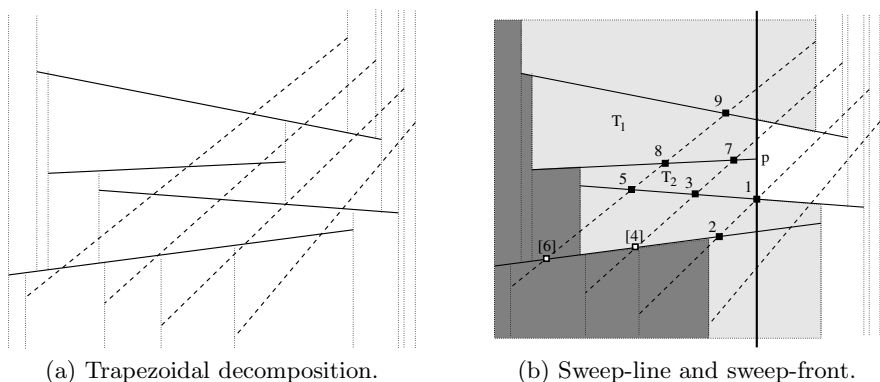 9
T1
8
7
p
T2
5
3
1
2
[4]
[6]
(a) Trapezoidal decomposition.
(b) Sweep-line and sweep-front.